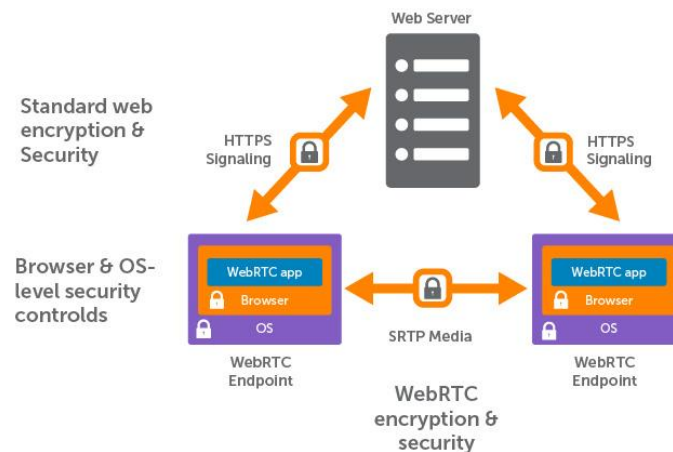 Web Server
Standard web
encryption &
Security
HTTPS
Signaling
HTTPS
Signaling
Browser & OS-
level security
controlds
WebRTC app
Browser
OS
WebRTC
Endpoint
SRTP Media
WebRTC app
Browser
OS
WebRTC
Endpoint
WebRTC
encryption &
security